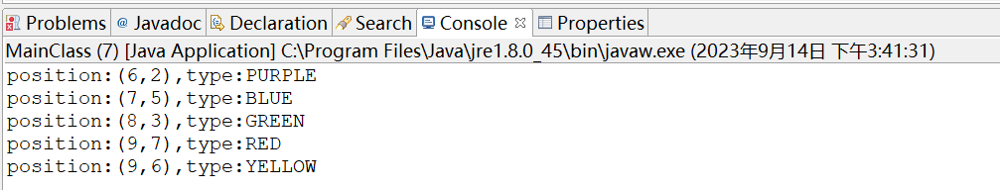 Problems @ Javadoc Declaration Search Console Properties
MainClass (7) [Java Application] C:\Program Files\Java\jre1.8.0_45\bin\javaw.exe (2023年9月14日 下午3:41:31)
position:(6,2),type:PURPLE
position:(7,5),type:BLUE
position:(8,3),type:GREEN
position:(9,7),type:RED
position:(9,6),type:YELLOW